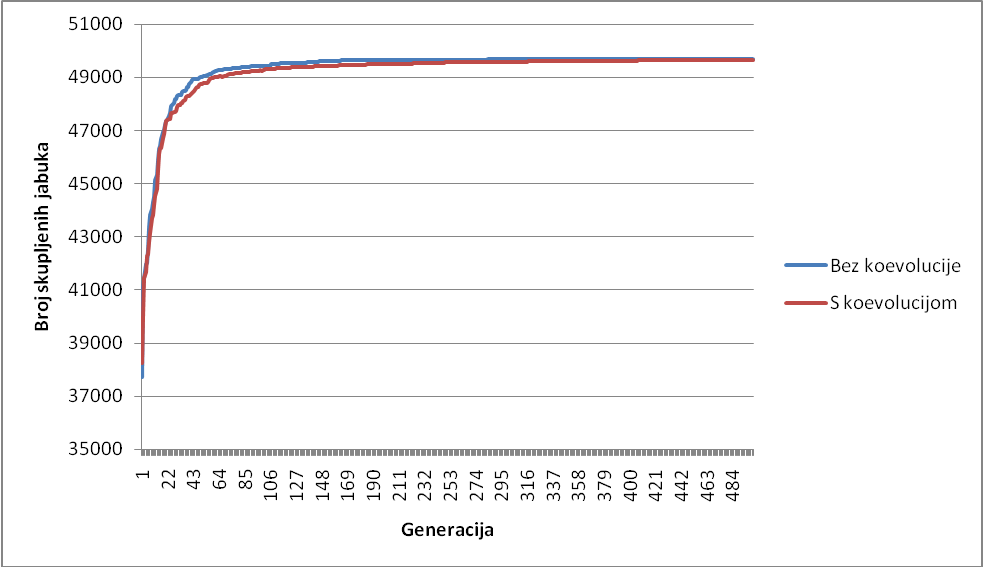 51000
49000
47000
45000
43000
41000
39000
37000
35000
Broj skupljenih jabuka
1 22 43 64 85 106 127 148 169 190 211 232 253 274 295 316 337 358 379 400 421 442 463 484
Generacija
Bez koevolucije
S koevolucijom